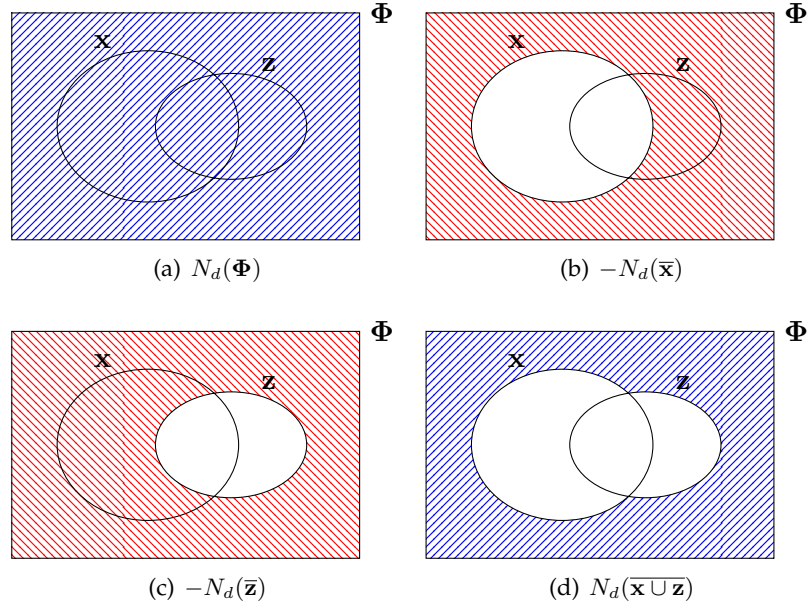 Φ
x
z
(a) N_d(Φ)
Φ
x
z
(b) −N_d(x̅)
Φ
x
z
(c) −N_d(z̅)
Φ
x
z
(d) N_d(x̅ ̅∪̅ ̅z̅)